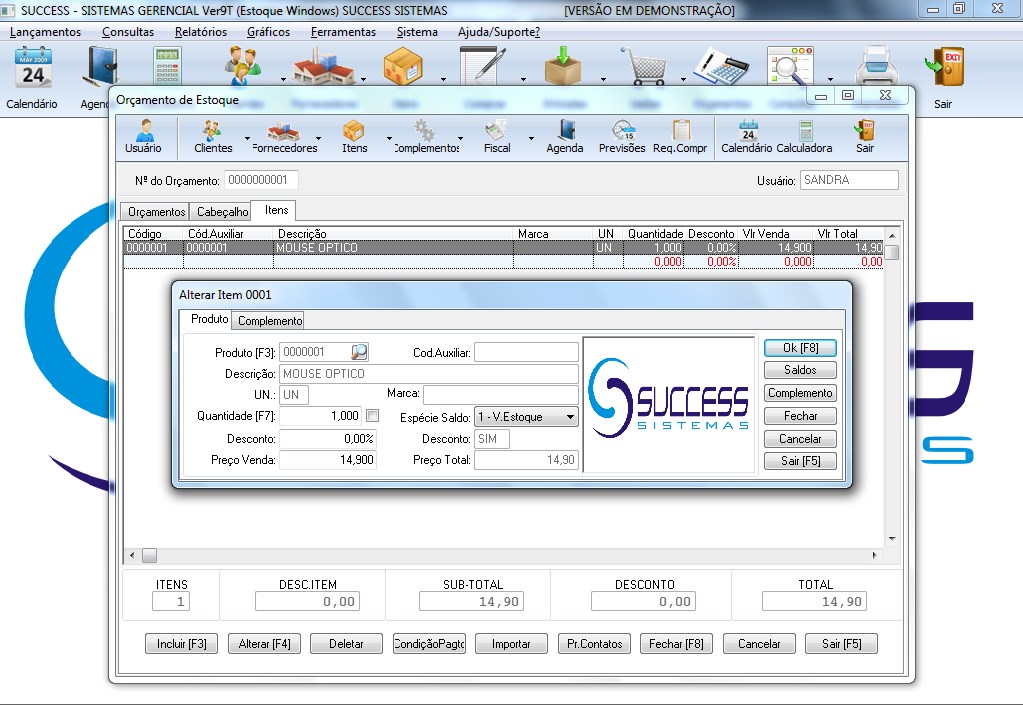 SUCCESS - SISTEMAS GERENCIAL Ver9T (Estoque Windows) SUCCESS SISTEMAS [VERSÃO EM DEMONSTRAÇÃO]
Lançamentos Consultas Relatórios Gráficos Ferramentas Sistema Ajuda/Suporte?
MAY 2009
24
EXIT
Calendário Agen Sair
Orçamento de Estoque
24
EXIT
Usuário Clientes Fornecedores Itens Complementos Fiscal Agenda Previsões Req.Compr Calendário Calculadora Sair
Nº do Orçamento: 0000000001 Usuário: SANDRA
Orçamentos Cabeçalho Itens
Código Cód.Auxiliar Descrição Marca UN Quantidade Desconto Vlr Venda Vlr Total
0000001 0000001 MOUSE OPTICO UN 1,000 0,00% 14,900 14,90
0,000 0,00% 0,000 0,00
Alterar Item 0001
Produto Complemento
Produto [F3]: 0000001 Cod.Auxiliar: Ok [F8]
Descrição: MOUSE OPTICO Saldos
UN.: UN Marca: Complemento
Quantidade [F7]: 1,000 Espécie Saldo: 1 - V.Estoque Fechar
Desconto: 0,00% Desconto: SIM Cancelar
Preço Venda: 14,900 Preço Total: 14,90 Sair [F5]
SUCCESS
SISTEMAS
S
ITENS DESC.ITEM SUB-TOTAL DESCONTO TOTAL
1 0,00 14,90 0,00 14,90
Incluir [F3] Alterar [F4] Deletar CondiçãoPagto Importar Pr.Contatos Fechar [F8] Cancelar Sair [F5]